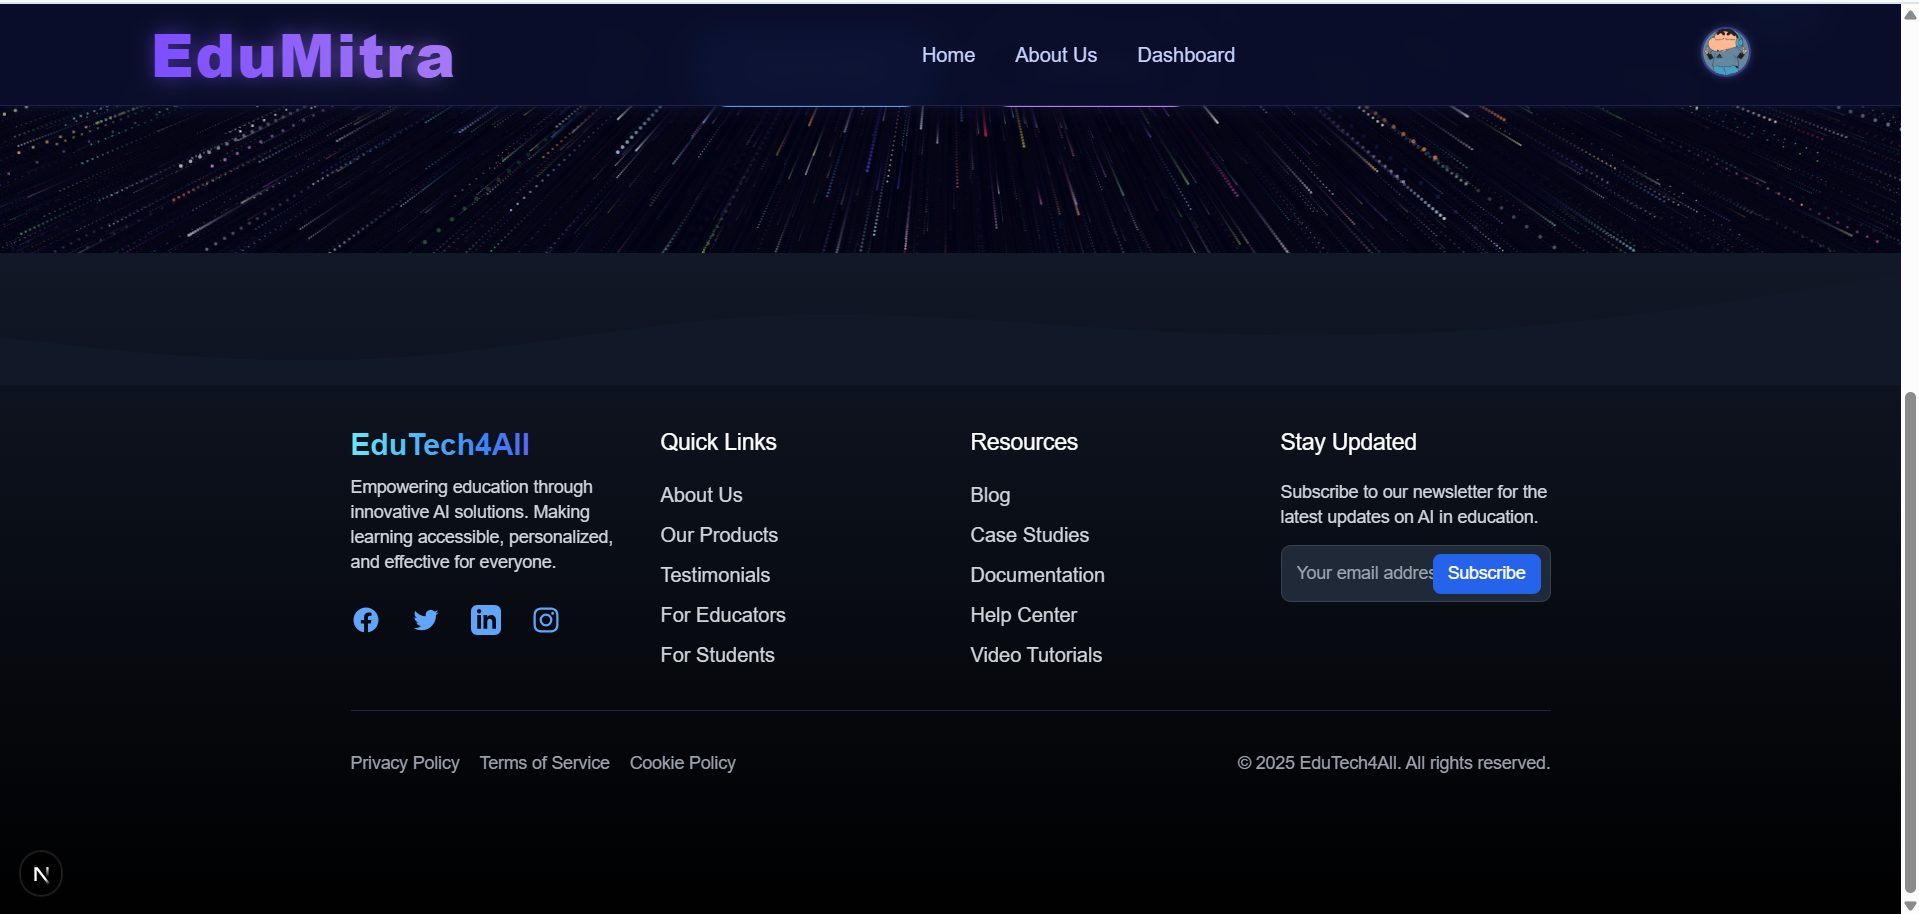 EduMitra
Home
About Us
Dashboard
EduTech4All
Empowering education through
innovative AI solutions. Making
learning accessible, personalized,
and effective for everyone.
Quick Links
About Us
Our Products
Testimonials
For Educators
For Students
Resources
Blog
Case Studies
Documentation
Help Center
Video Tutorials
Stay Updated
Subscribe to our newsletter for the
latest updates on AI in education.
Your email addres
Subscribe
Privacy Policy
Terms of Service
Cookie Policy
© 2025 EduTech4All. All rights reserved.
N